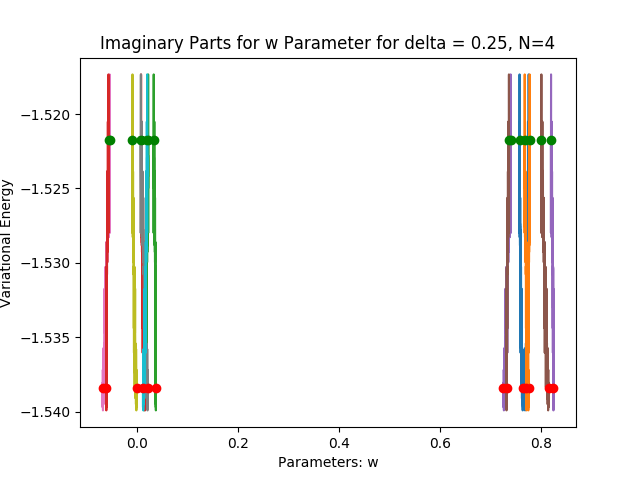 Imaginary Parts for w Parameter for delta = 0.25, N=4
Variational Energy
−1.520
−1.525
−1.530
−1.535
−1.540
0.0 0.2 0.4 0.6 0.8
Parameters: w